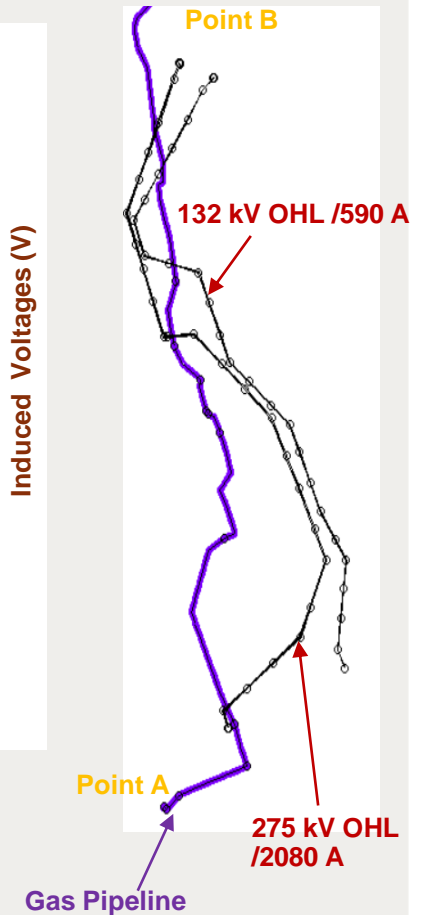 Point B
132 kV OHL /590 A
Induced  Voltages (V)
Point A
275 kV OHL
/2080 A
Gas Pipeline